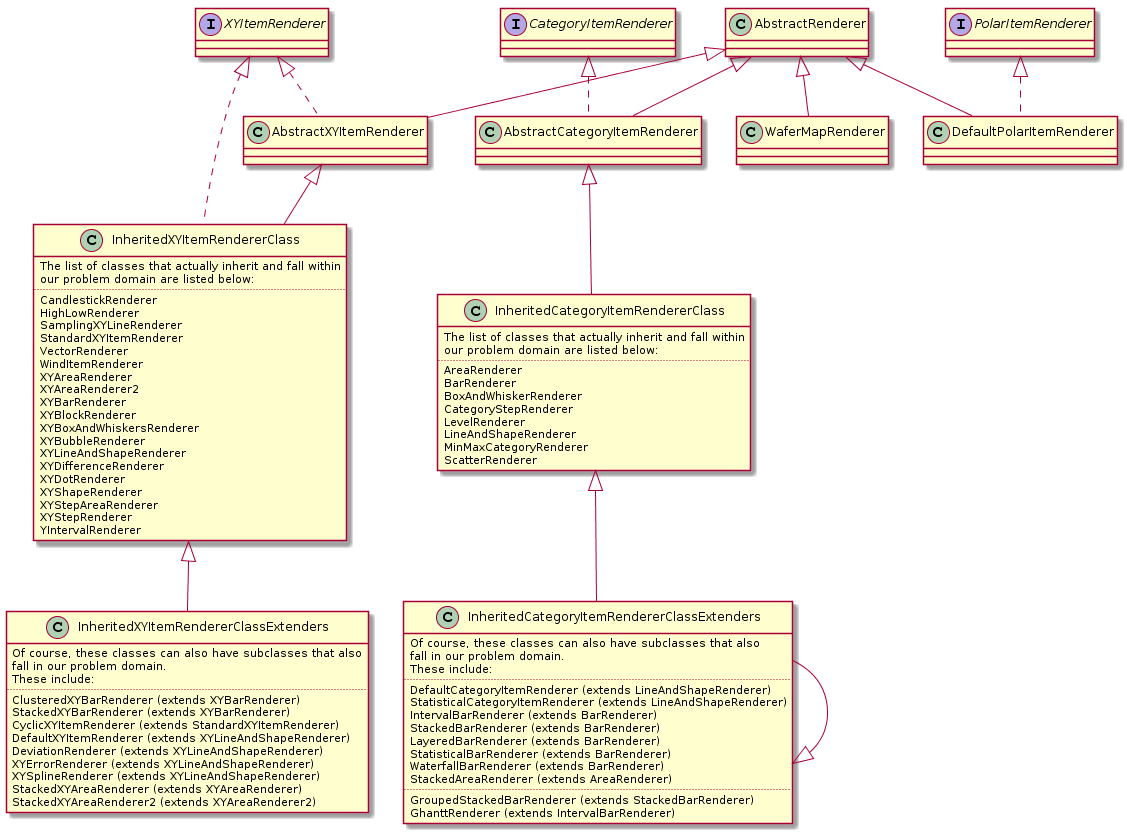 I XYItemRenderer
I CategoryItemRenderer
C AbstractRenderer
I PolarItemRenderer
C AbstractXYItemRenderer
C AbstractCategoryItemRenderer
C WaferMapRenderer
C DefaultPolarItemRenderer
C InheritedXYItemRendererClass
The list of classes that actually inherit and fall within
our problem domain are listed below:
CandlestickRenderer
HighLowRenderer
SamplingXYLineRenderer
StandardXYItemRenderer
VectorRenderer
WindItemRenderer
XYAreaRenderer
XYAreaRenderer2
XYBarRenderer
XYBlockRenderer
XYBoxAndWhiskersRenderer
XYBubbleRenderer
XYLineAndShapeRenderer
XYDifferenceRenderer
XYDotRenderer
XYShapeRenderer
XYStepAreaRenderer
XYStepRenderer
YIntervalRenderer
C InheritedCategoryItemRendererClass
The list of classes that actually inherit and fall within
our problem domain are listed below:
AreaRenderer
BarRenderer
BoxAndWhiskerRenderer
CategoryStepRenderer
LevelRenderer
LineAndShapeRenderer
MinMaxCategoryRenderer
ScatterRenderer
C InheritedXYItemRendererClassExtenders
Of course, these classes can also have subclasses that also
fall in our problem domain.
These include:
ClusteredXYBarRenderer (extends XYBarRenderer)
StackedXYBarRenderer (extends XYBarRenderer)
CyclicXYItemRenderer (extends StandardXYItemRenderer)
DefaultXYItemRenderer (extends XYLineAndShapeRenderer)
DeviationRenderer (extends XYLineAndShapeRenderer)
XYErrorRenderer (extends XYLineAndShapeRenderer)
XYSplineRenderer (extends XYLineAndShapeRenderer)
StackedXYAreaRenderer (extends XYAreaRenderer)
StackedXYAreaRenderer2 (extends XYAreaRenderer2)
C InheritedCategoryItemRendererClassExtenders
Of course, these classes can also have subclasses that also
fall in our problem domain.
These include:
DefaultCategoryItemRenderer (extends LineAndShapeRenderer)
StatisticalCategoryItemRenderer (extends LineAndShapeRenderer)
IntervalBarRenderer (extends BarRenderer)
StackedBarRenderer (extends BarRenderer)
LayeredBarRenderer (extends BarRenderer)
StatisticalBarRenderer (extends BarRenderer)
WaterfallBarRenderer (extends BarRenderer)
StackedAreaRenderer (extends AreaRenderer)
GroupedStackedBarRenderer (extends StackedBarRenderer)
GhanttRenderer (extends IntervalBarRenderer)